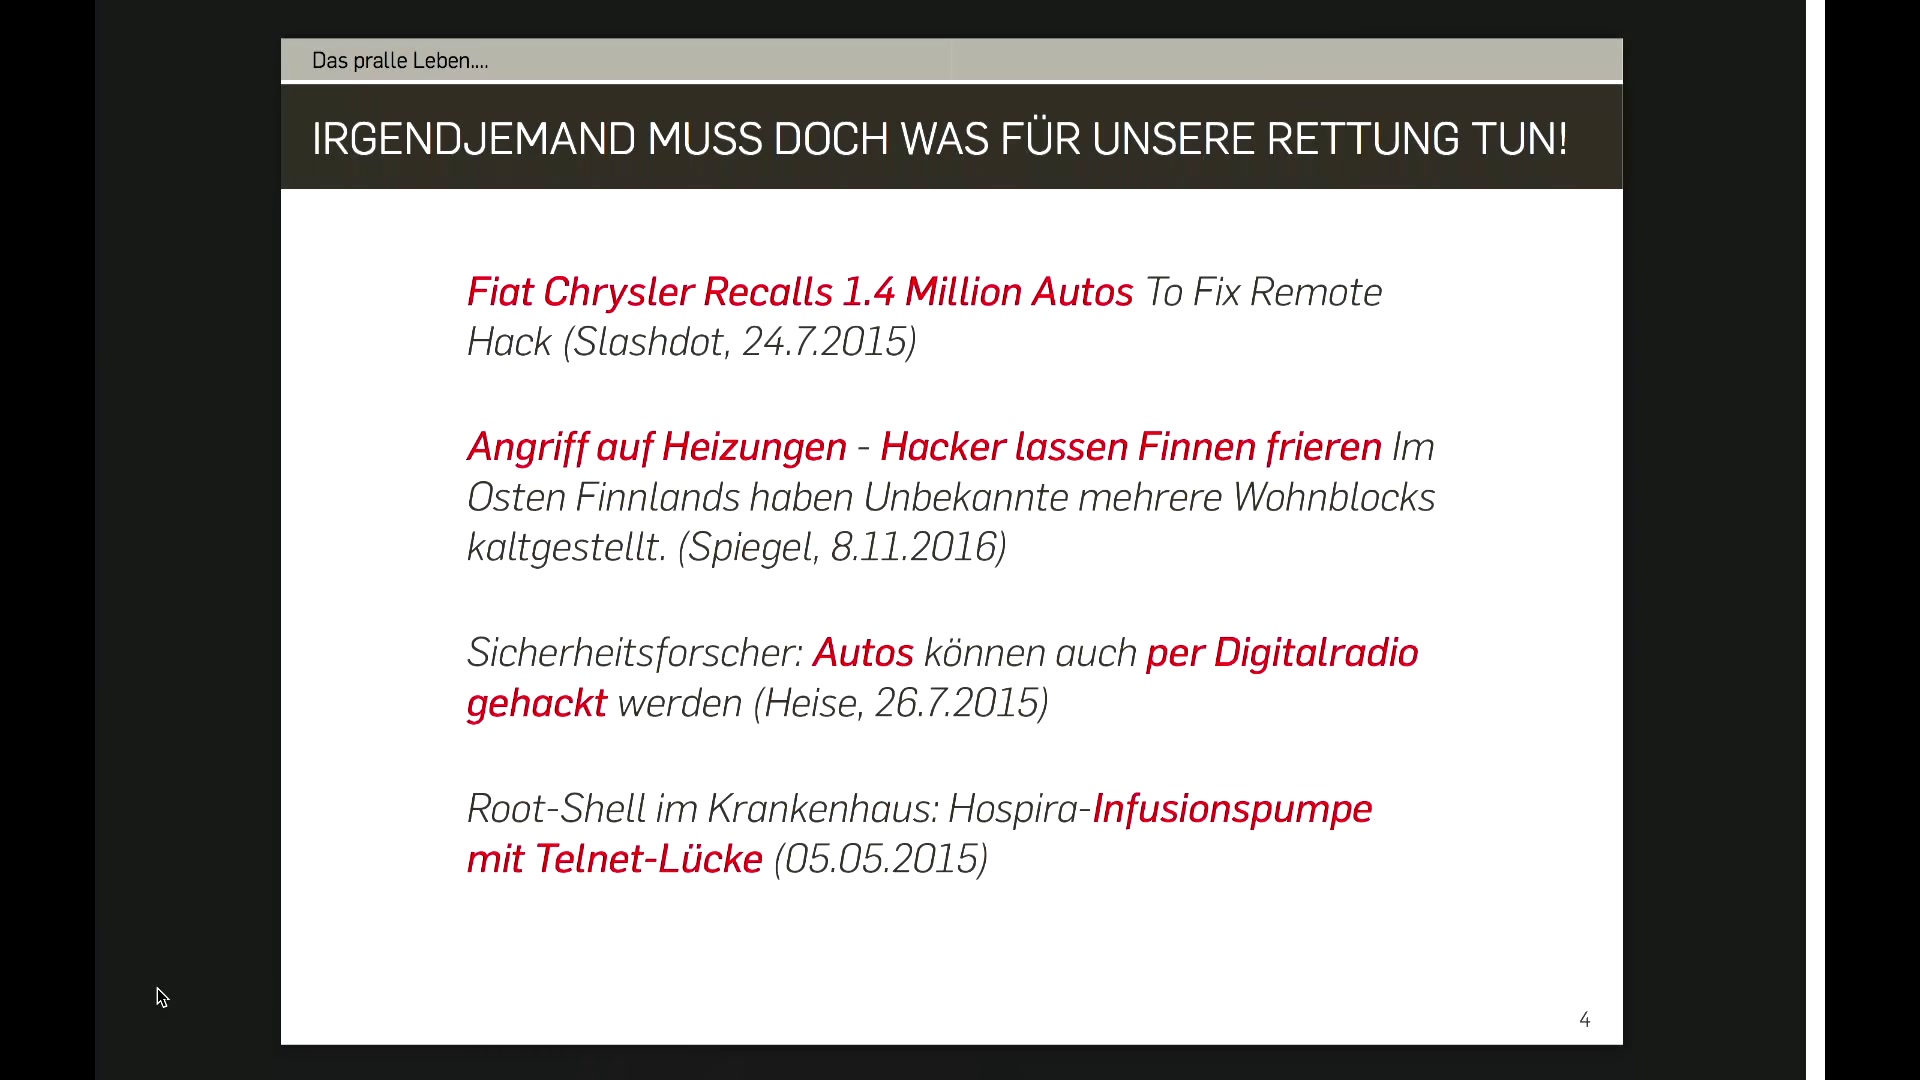 Das pralle Leben....
IRGENDJEMAND MUSS DOCH WAS FÜR UNSERE RETTUNG TUN!
Fiat Chrysler Recalls 1.4 Million Autos To Fix Remote
Hack (Slashdot, 24.7.2015)
Angriff auf Heizungen - Hacker lassen Finnen frieren Im
Osten Finnlands haben Unbekannte mehrere Wohnblocks
kaltgestellt. (Spiegel, 8.11.2016)
Sicherheitsforscher: Autos können auch per Digitalradio
gehackt werden (Heise, 26.7.2015)
Root-Shell im Krankenhaus: Hospira-Infusionspumpe
mit Telnet-Lücke (05.05.2015)
4